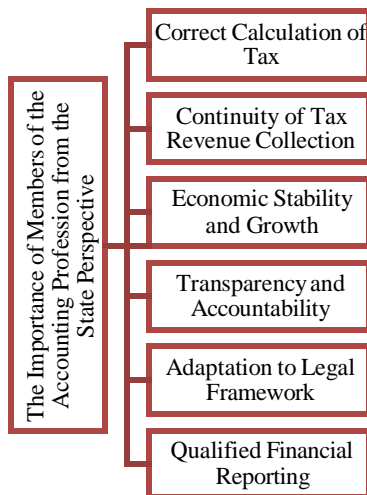 The Importance of Members of the
Accounting Profession from the
State Perspective
Correct Calculation of
Tax
Continuity of Tax
Revenue Collection
Economic Stability
and Growth
Transparency and
Accountability
Adaptation to Legal
Framework
Qualified Financial
Reporting